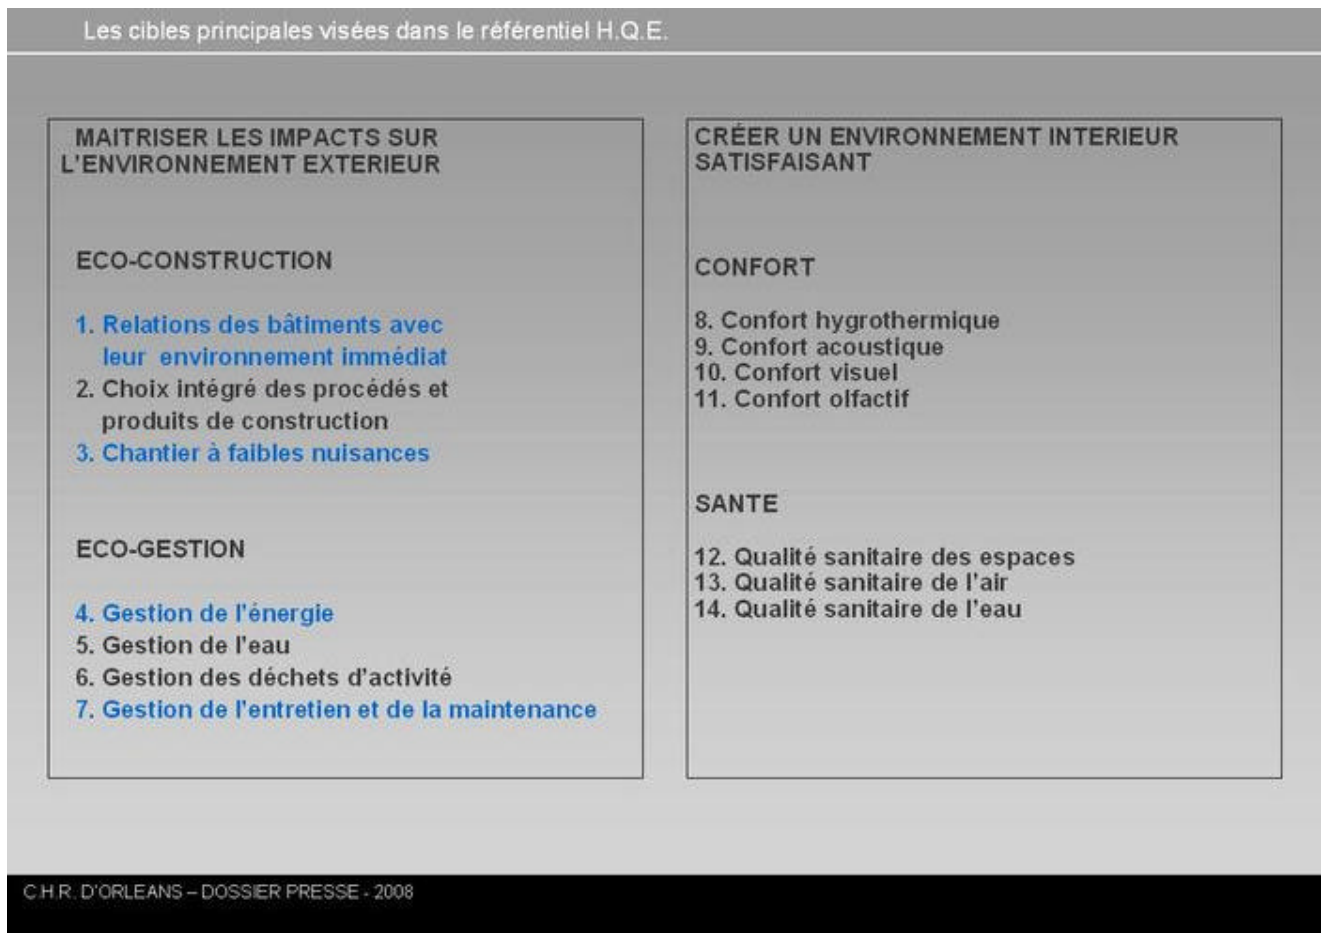 Les cibles principales visées dans le référentiel H.Q.E.
MAITRISER LES IMPACTS SUR
L'ENVIRONNEMENT EXTERIEUR
ECO-CONSTRUCTION
1. Relations des bâtiments avec
leur environnement immédiat
2. Choix intégré des procédés et
produits de construction
3. Chantier à faibles nuisances
ECO-GESTION
4. Gestion de l'énergie
5. Gestion de l'eau
6. Gestion des déchets d'activité
7. Gestion de l'entretien et de la maintenance
CRÉER UN ENVIRONNEMENT INTERIEUR
SATISFAISANT
CONFORT
8. Confort hygrothermique
9. Confort acoustique
10. Confort visuel
11. Confort olfactif
SANTE
12. Qualité sanitaire des espaces
13. Qualité sanitaire de l'air
14. Qualité sanitaire de l'eau
C.H.R. D'ORLEANS – DOSSIER PRESSE - 2008